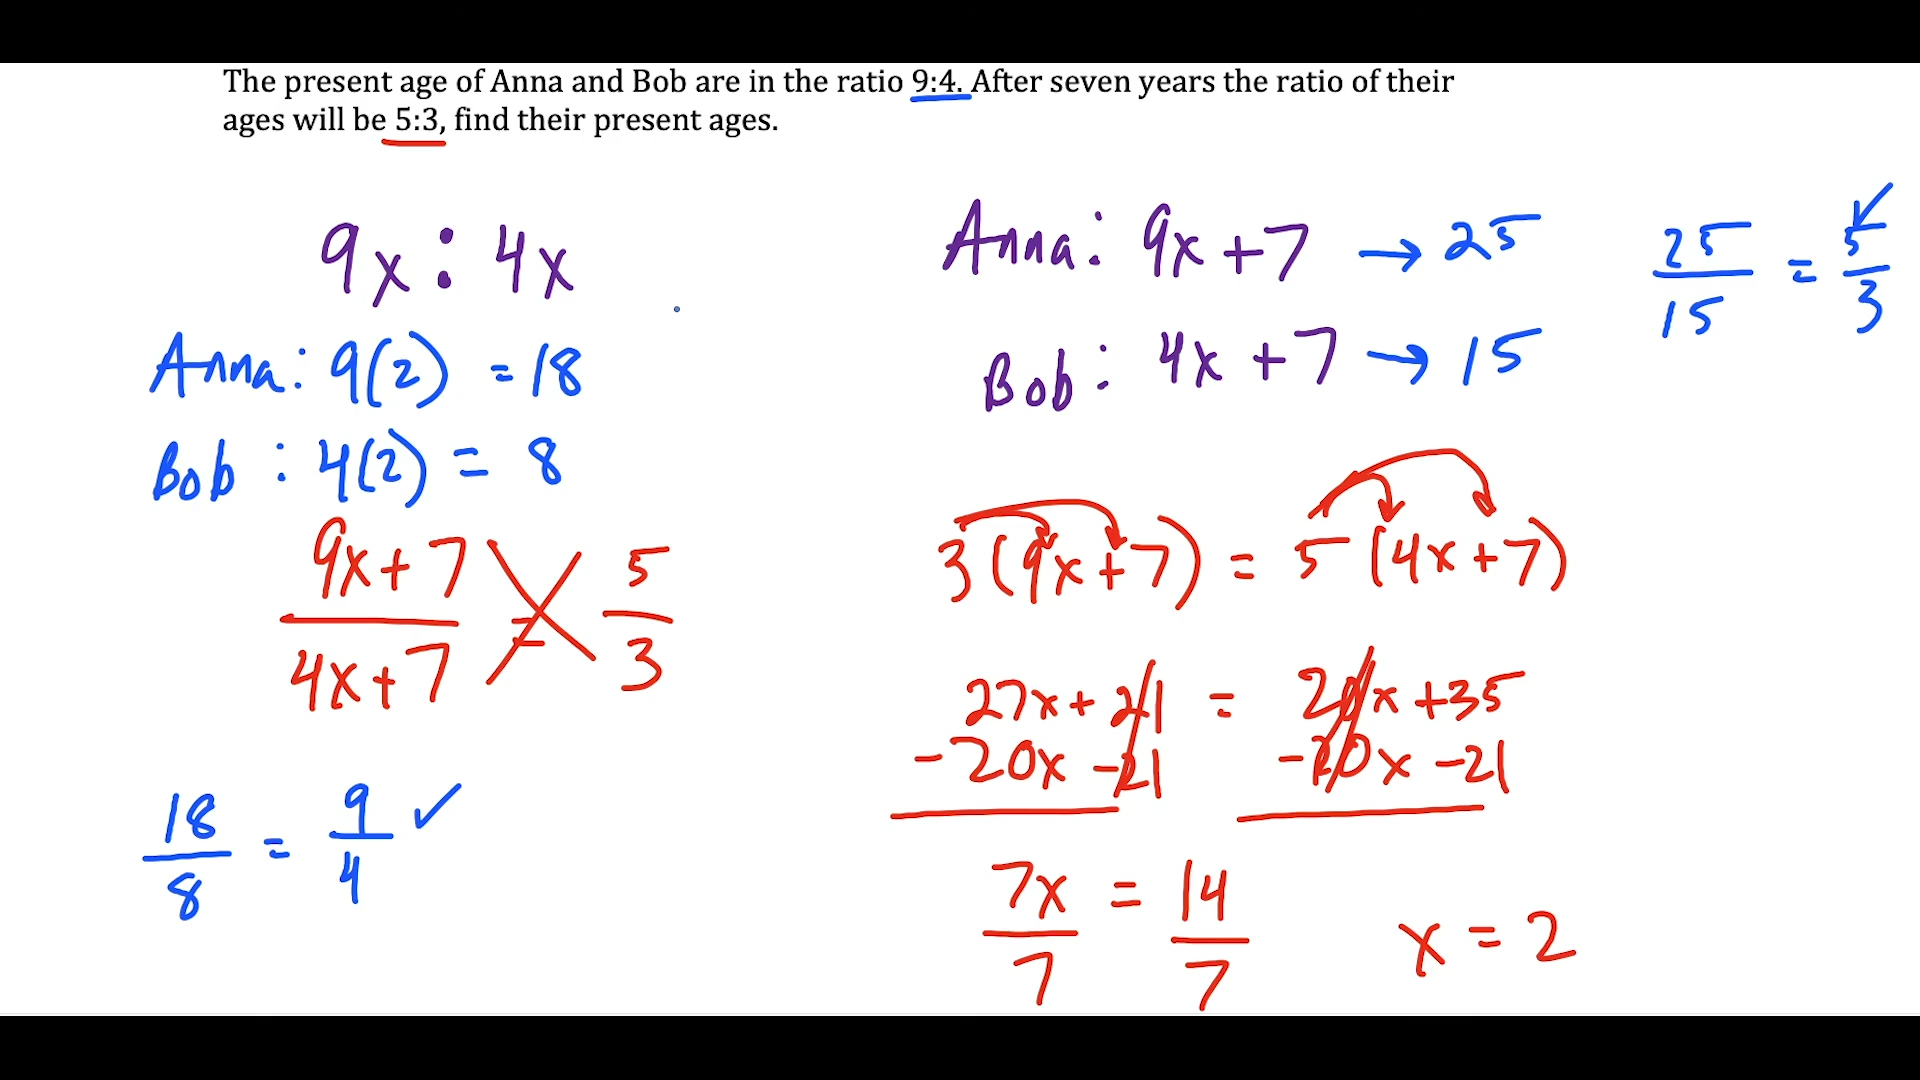 The present age of Anna and Bob are in the ratio 9:4. After seven years the ratio of their
ages will be 5:3, find their present ages.
9x : 4x
Anna: 9(2) = 18
Bob : 4(2) = 8
9x+7 = 5
4x+7 3
18 = 9 ✓
8 4
Anna: 9x+7 → 25
Bob: 4x+7 → 15
25 = 5 ✓
15 3
3(9x+7) = 5(4x+7)
27x+21 = 20x+35
-20x -21 -20x -21
7x = 14
7 7
x = 2